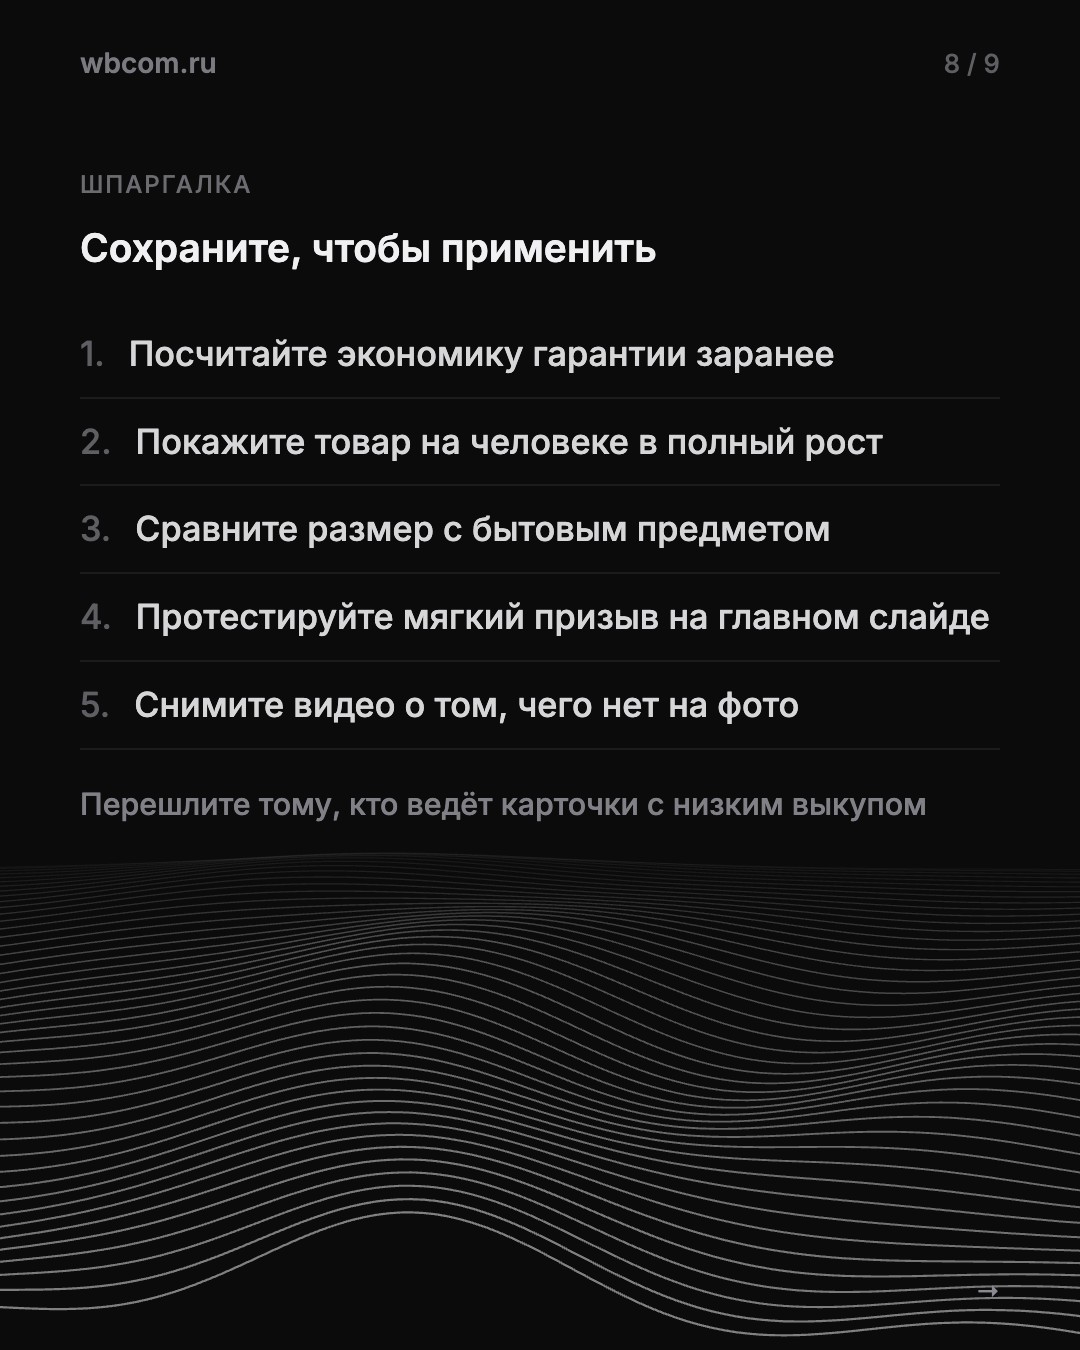 wbcom.ru
8 / 9
ШПАРГАЛКА
Сохраните, чтобы применить
1. Посчитайте экономику гарантии заранее
2. Покажите товар на человеке в полный рост
3. Сравните размер с бытовым предметом
4. Протестируйте мягкий призыв на главном слайде
5. Снимите видео о том, чего нет на фото
Перешлите тому, кто ведёт карточки с низким выкупом
→